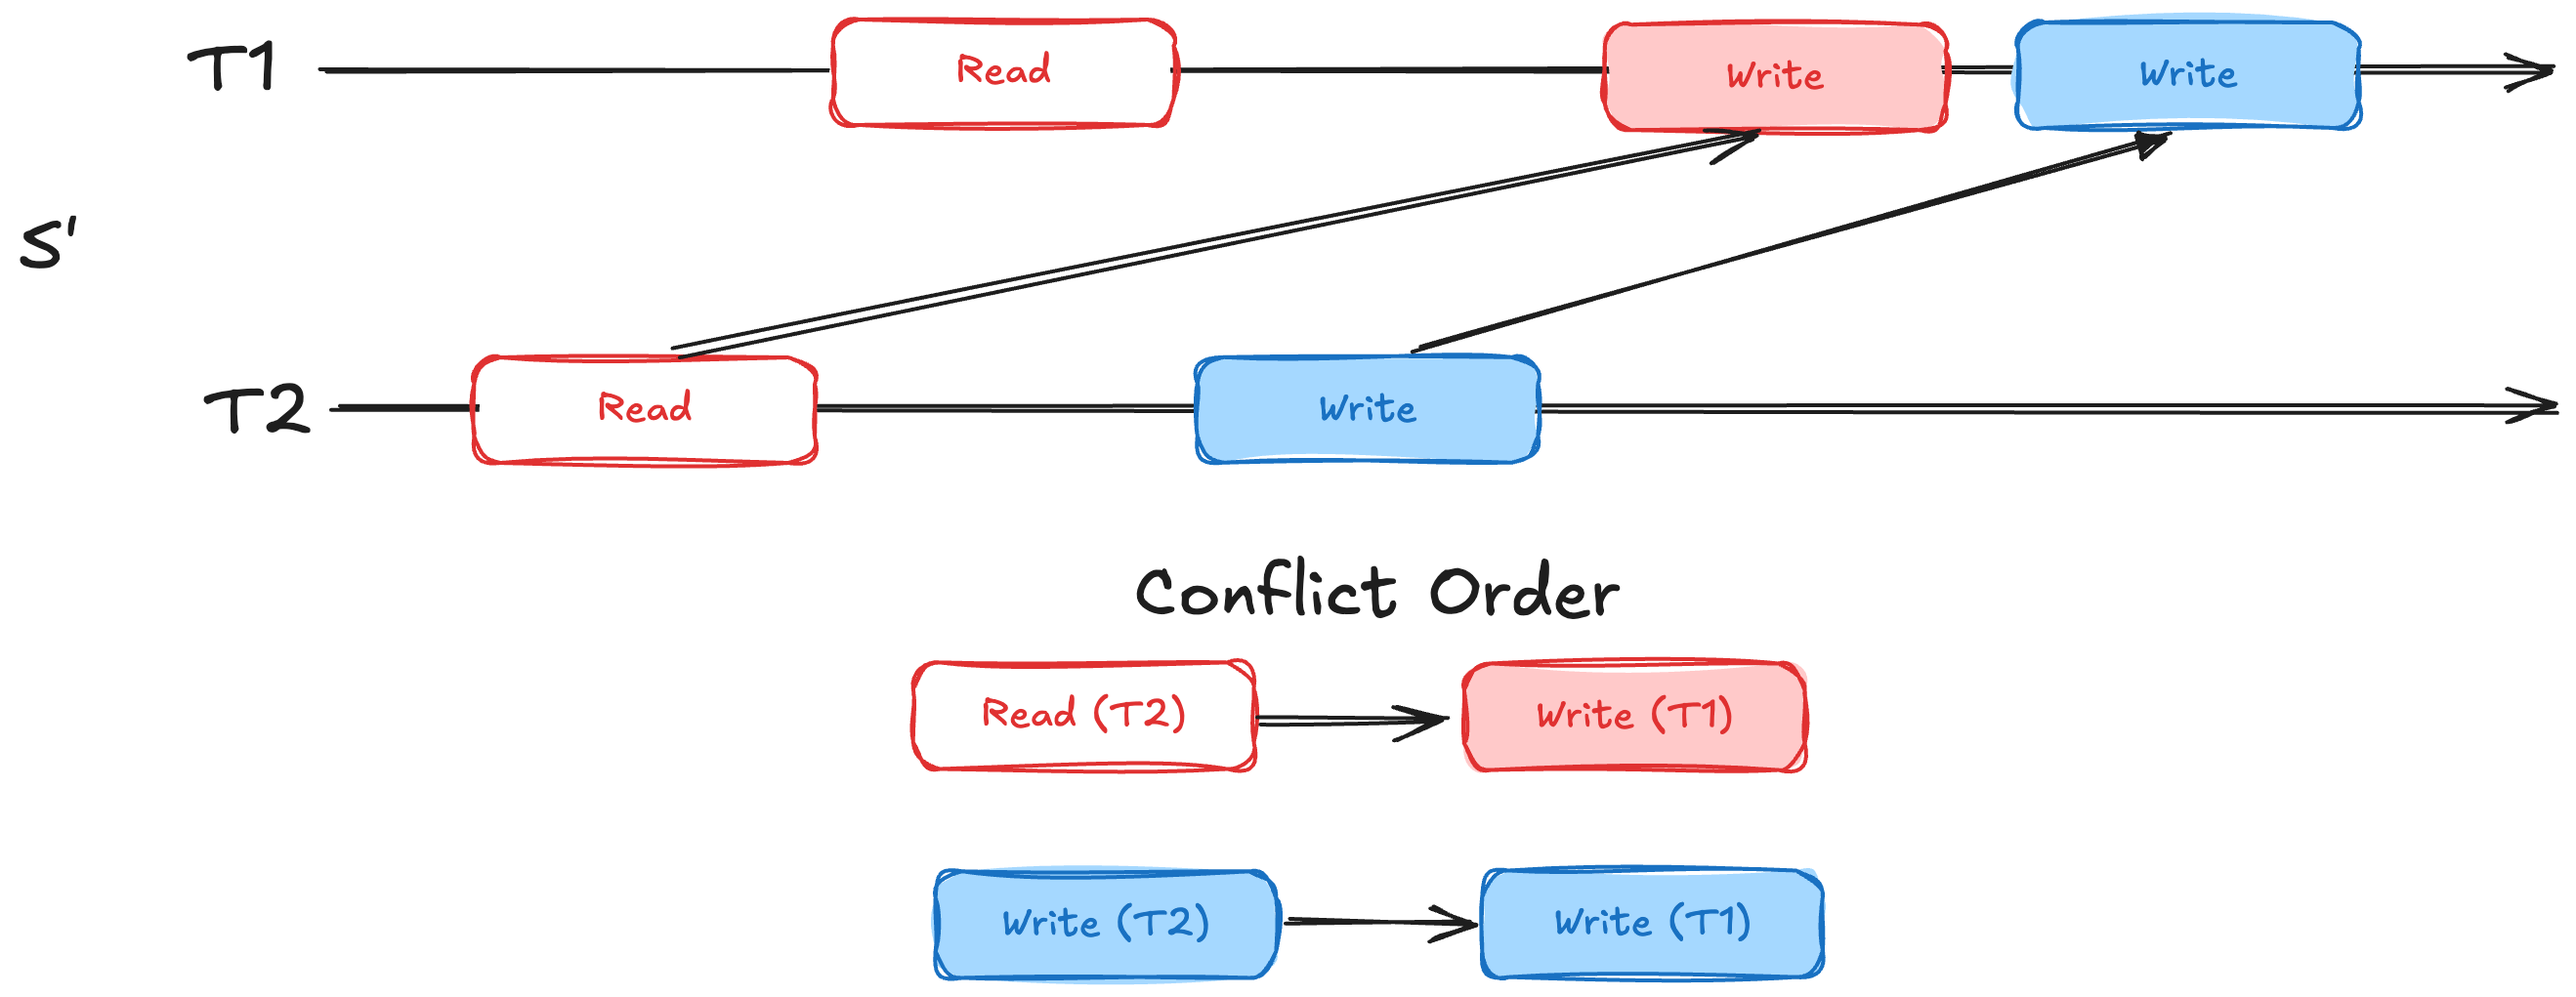 T1
Read
Write
Write
S'
T2
Read
Write
Conflict Order
Read (T2)
Write (T1)
Write (T2)
Write (T1)